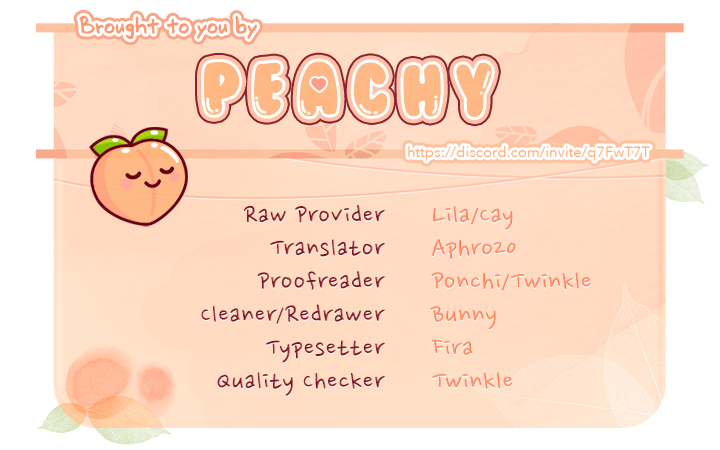 Brought to you by
PEACHY
https://discord.com/invite/q7FwT7T
Raw Provider Lila/Cay
Translator Aphro20
Proofreader Ponchi/Twinkle
Cleaner/Redrawer Bunny
Typesetter Fira
Quality Checker Twinkle